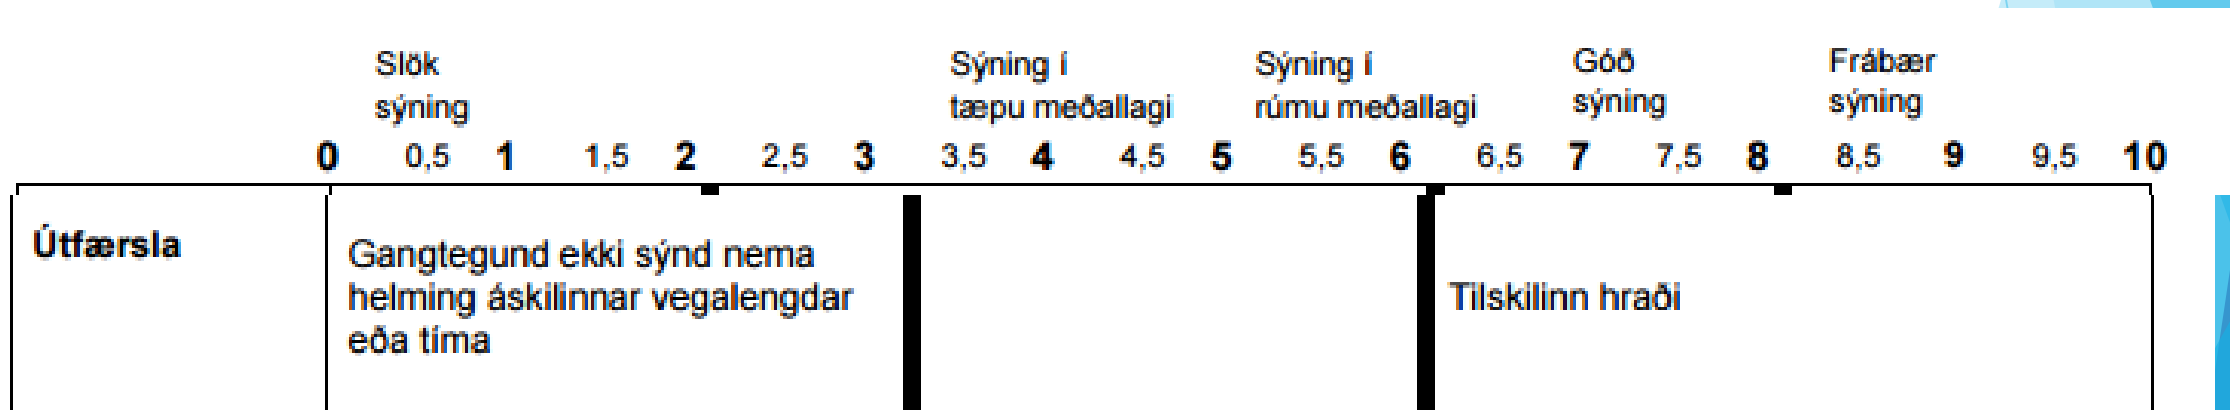 Slök
sýning
Sýning í
tæpu meðallagi
Sýning í
rúmu meðallagi
Góð
sýning
Frábær
sýning
0 0,5 1 1,5 2 2,5 3 3,5 4 4,5 5 5,5 6 6,5 7 7,5 8 8,5 9 9,5 10
Útfærsla
Gangtegund ekki sýnd nema
helming áskilinnar vegalengdar
eða tíma
Tilskilinn hraði